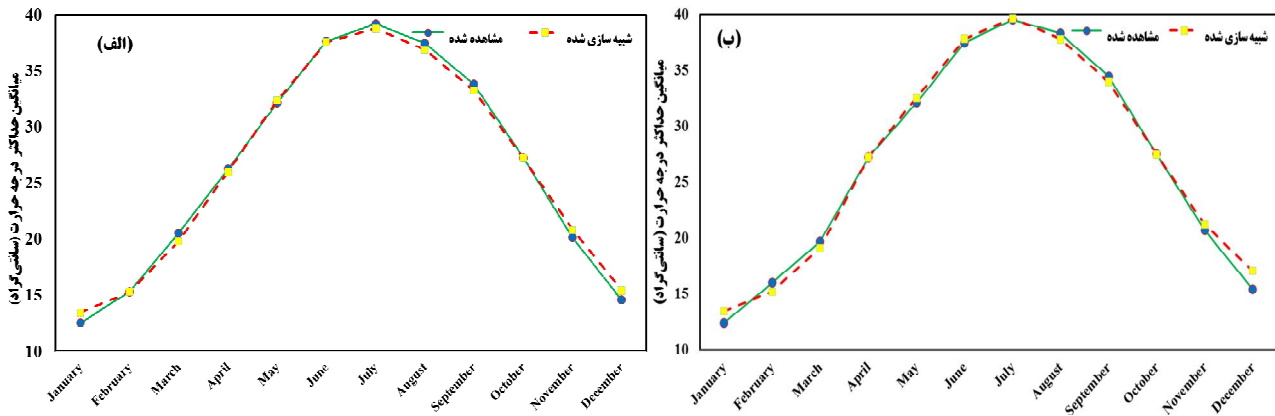 (الف)
مشاهده شده
شبیه سازی شده
میانگین حداکثر درجه حرارت (سانتی‌گراد)
40
35
30
25
20
15
10
January
February
March
April
May
June
July
August
September
October
November
December
(ب)
مشاهده شده
شبیه سازی شده
میانگین حداکثر درجه حرارت (سانتی‌گراد)
40
35
30
25
20
15
10
January
February
March
April
May
June
July
August
September
October
November
December